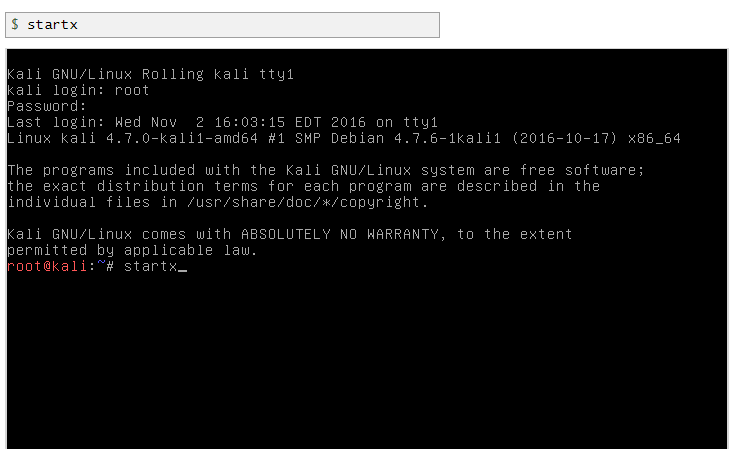 $ startx
Kali GNU/Linux Rolling kali tty1
kali login: root
Password:
Last login: Wed Nov  2 16:03:15 EDT 2016 on tty1
Linux kali 4.7.0-kali1-amd64 #1 SMP Debian 4.7.6-1kali1 (2016-10-17) x86_64
The programs included with the Kali GNU/Linux system are free software;
the exact distribution terms for each program are described in the
individual files in /usr/share/doc/*/copyright.
Kali GNU/Linux comes with ABSOLUTELY NO WARRANTY, to the extent
permitted by applicable law.
root@kali:~# startx_